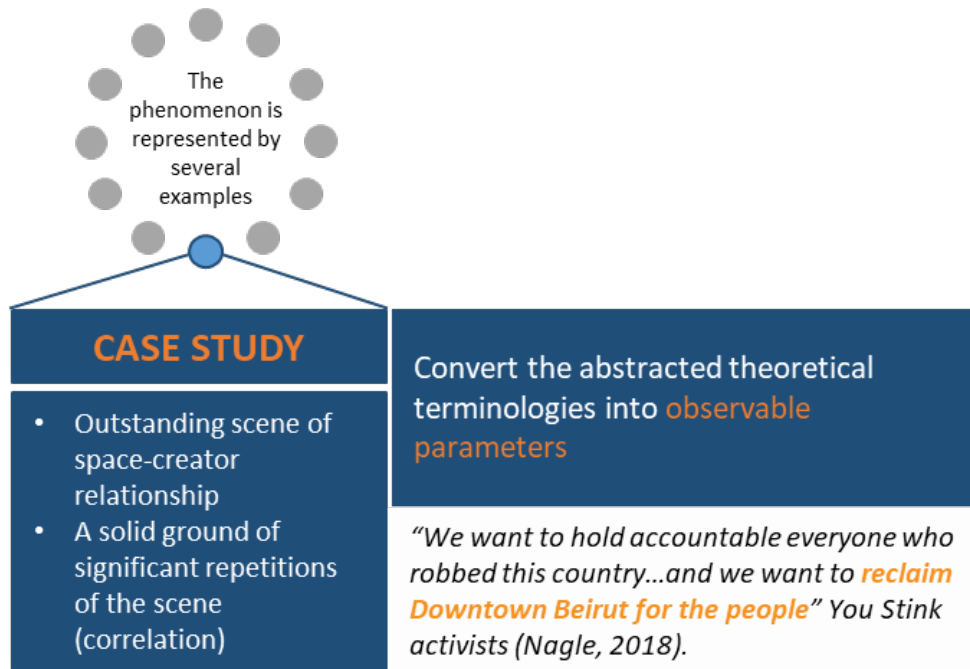 The
phenomenon is
represented by
several
examples
CASE STUDY
• Outstanding scene of
space-creator
relationship
• A solid ground of
significant repetitions
of the scene
(correlation)
Convert the abstracted theoretical
terminologies into observable
parameters
“We want to hold accountable everyone who
robbed this country…and we want to reclaim
Downtown Beirut for the people” You Stink
activists (Nagle, 2018).